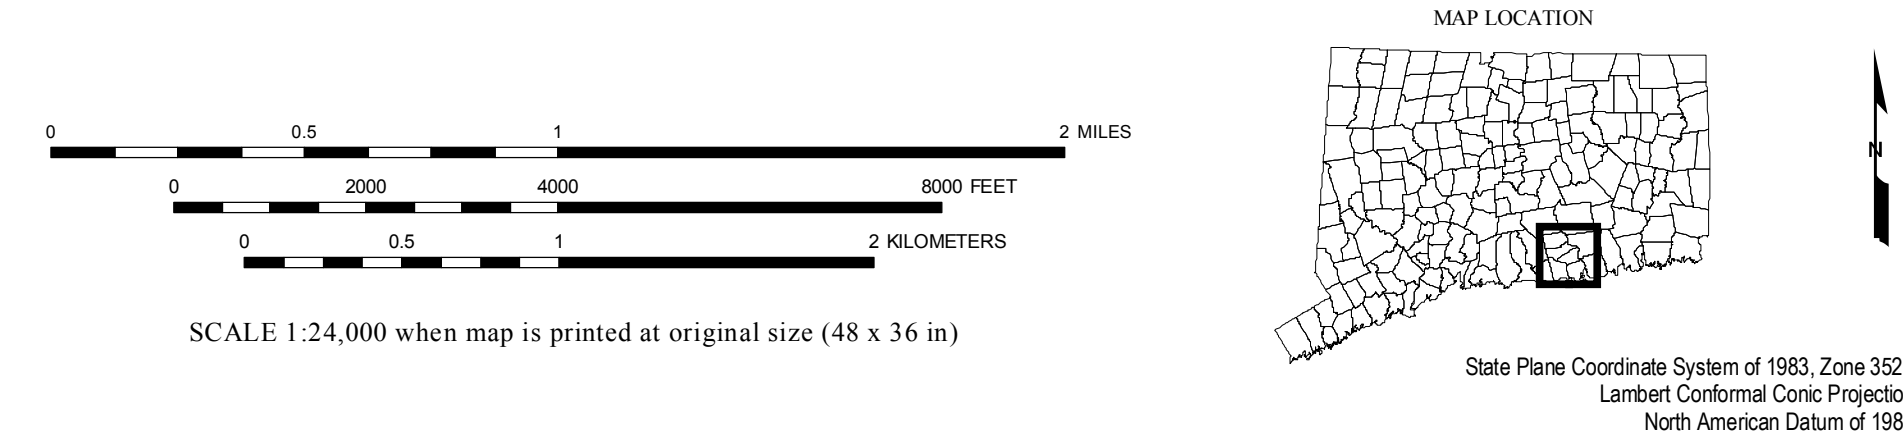 MAP LOCATION
0 0.5 1 2 MILES
0 2000 4000 8000 FEET
0 0.5 1 2 KILOMETERS
N
SCALE 1:24,000 when map is printed at original size (48 x 36 in)
State Plane Coordinate System of 1983, Zone 352
Lambert Conformal Conic Projectio
North American Datum of 198